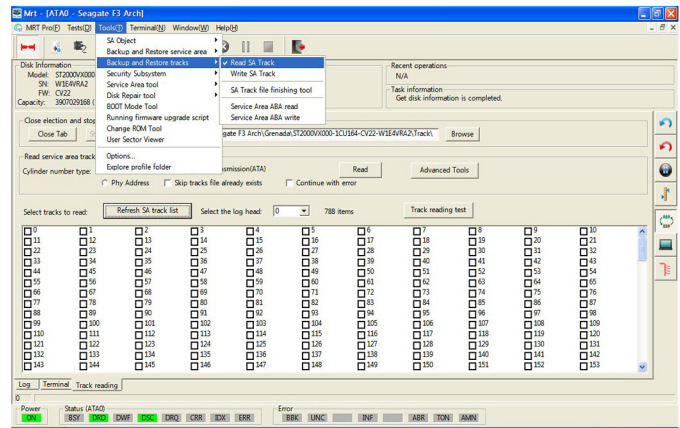 Mrt - [ATA0 - Seagate F3 Arch]
MRT Pro(F) Tests(D) Tools(T) Terminal(N) Window(W) Help(H)
SA Object
Backup and Restore service area
Backup and Restore tracks
Security Subsystem
Service Area tool
Disk Repair tool
BOOT Mode Tool
Running firmware upgrade script
Change ROM Tool
User Sector Viewer
Options...
Explore profile folder
Read SA Track
Write SA Track
SA Track file finishing tool
Service Area ABA read
Service Area ABA write
Disk Information
Model: ST2000VX000
SN: W1E4VRA2
FW: CV22
Capacity: 3907029168 (
Recent operations
N/A
Task information
Get disk information is completed.
Close election and stop
Close Tab
gate F3 Arch\Grenada\ST2000VX000-1CU164-CV22-W1E4VRA2\Track\
Browse
Read service area track
Cylinder number type:
smission(ATA)
Read
Advanced Tools
Phy Address
Skip tracks file already exists
Continue with error
Select tracks to read:
Refresh SA track list
Select the log head:
0
788 items
Track reading test
0 1 2 3 4 5 6 7 8 9 10
11 12 13 14 15 16 17 18 19 20 21
22 23 24 25 26 27 28 29 30 31 32
33 34 35 36 37 38 39 40 41 42 43
44 45 46 47 48 49 50 51 52 53 54
55 56 57 58 59 60 61 62 63 64 65
66 67 68 69 70 71 72 73 74 75 76
77 78 79 80 81 82 83 84 85 86 87
88 89 90 91 92 93 94 95 96 97 98
99 100 101 102 103 104 105 106 107 108 109
110 111 112 113 114 115 116 117 118 119 120
121 122 123 124 125 126 127 128 129 130 131
132 133 134 135 136 137 138 139 140 141 142
143 144 145 146 147 148 149 150 151 152 153
Log Terminal Track reading
0
Power
ON
Status (ATA0)
BSY DRD DWF DSC DRQ CRR IDX ERR
Error
BBK UNC INF ABR TON AMN